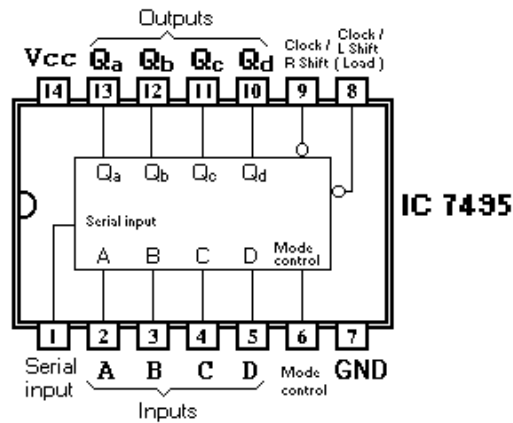 Outputs
Vcc Qa Qb Qc Qd Clock / R Shift Clock / L Shift ( Load )
14 13 12 11 10 9 8
Qa Qb Qc Qd
IC 7495
Serial input
A B C D Mode control
1 2 3 4 5 6 7
Serial input A B C D Mode control GND
Inputs